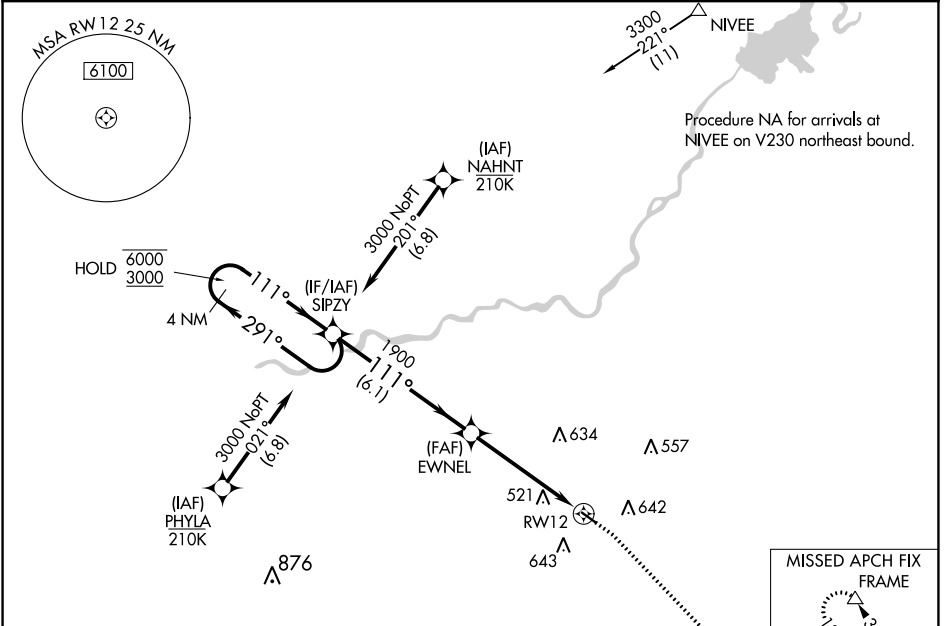 MSA RW12 25 NM
6100
3300
221°
(11)
NIVEE
Procedure NA for arrivals at
NIVEE on V230 northeast bound.
(IAF)
NAHNT
210K
3000 NoPT
201°
(6.8)
HOLD 6000
3000
111°
(IF/IAF)
SIPZY
4 NM
291°
1900
111°
(6.1)
3000 NoPT
021°
(6.8)
(FAF)
EWNEL
634
557
(IAF)
PHYLA
210K
521
RW12
642
643
876
MISSED APCH FIX
FRAME